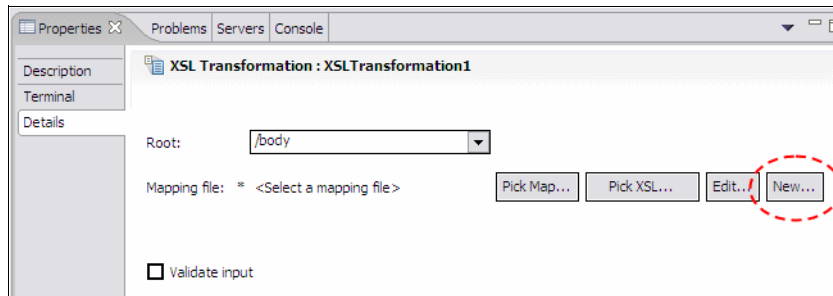 Properties Problems Servers Console
Description
Terminal
Details
XSL Transformation : XSLTransformation1
Root: /body
Mapping file: * <Select a mapping file> Pick Map... Pick XSL... Edit... New...
Validate input